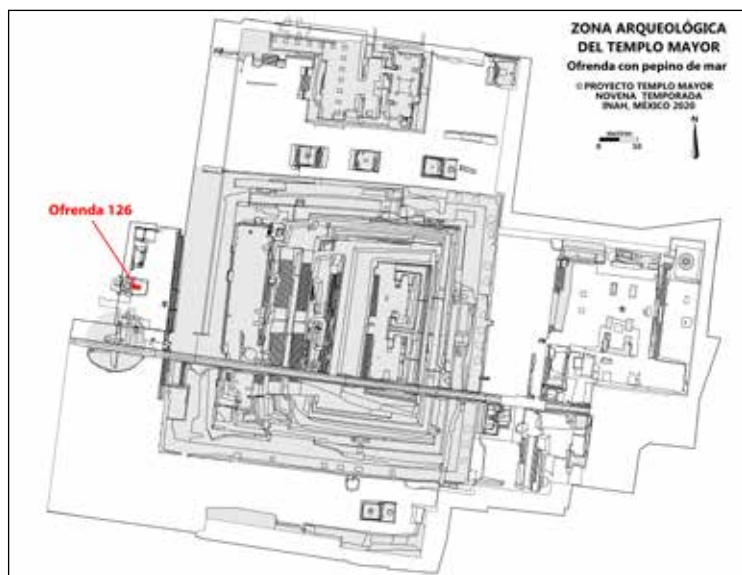 ZONA ARQUEOLÓGICA
DEL TEMPLO MAYOR
Ofrenda con pepino de mar
© PROYECTO TEMPLO MAYOR
NOVENA TEMPORADA
INAH, MÉXICO 2020
N
metros
0 10
Ofrenda 126